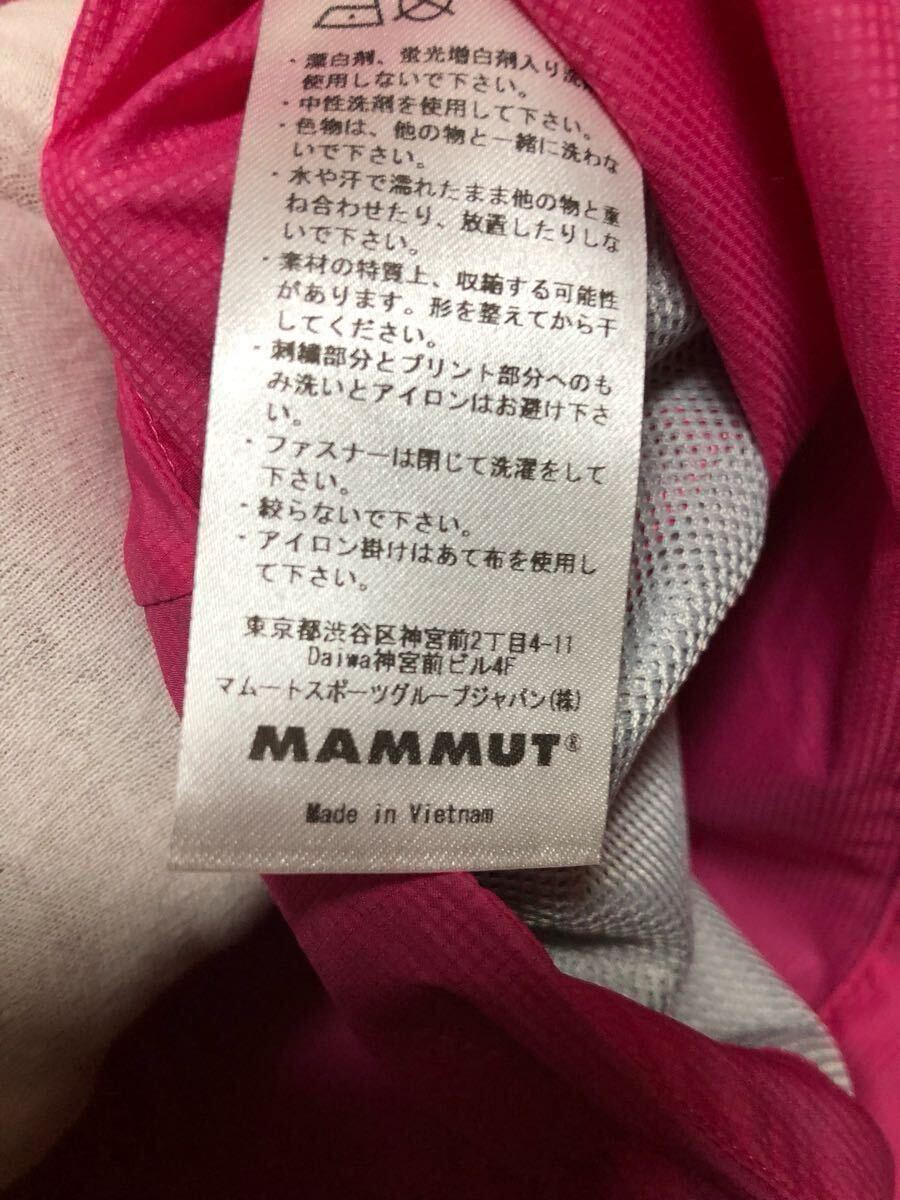 ・漂白剤、蛍光増白剤入り洗
使用しないで下さい。
・中性洗剤を使用して下さい。
・色物は、他の物と一緒に洗わな
いで下さい。
・水や汗で濡れたまま他の物と重
ね合わせたり、放置したりしな
いで下さい。
・素材の特質上、収縮する可能性
があります。形を整えてから干
してください。
・刺繍部分とプリント部分へのも
み洗いとアイロンはお避け下さ
い。
・ファスナーは閉じて洗濯をして
下さい。
・絞らないで下さい。
・アイロン掛けはあて布を使用し
て下さい。
東京都渋谷区神宮前2丁目4-11
Daiwa神宮前ビル4F
マムートスポーツグループジャパン(株)
MAMMUT®
Made in Vietnam